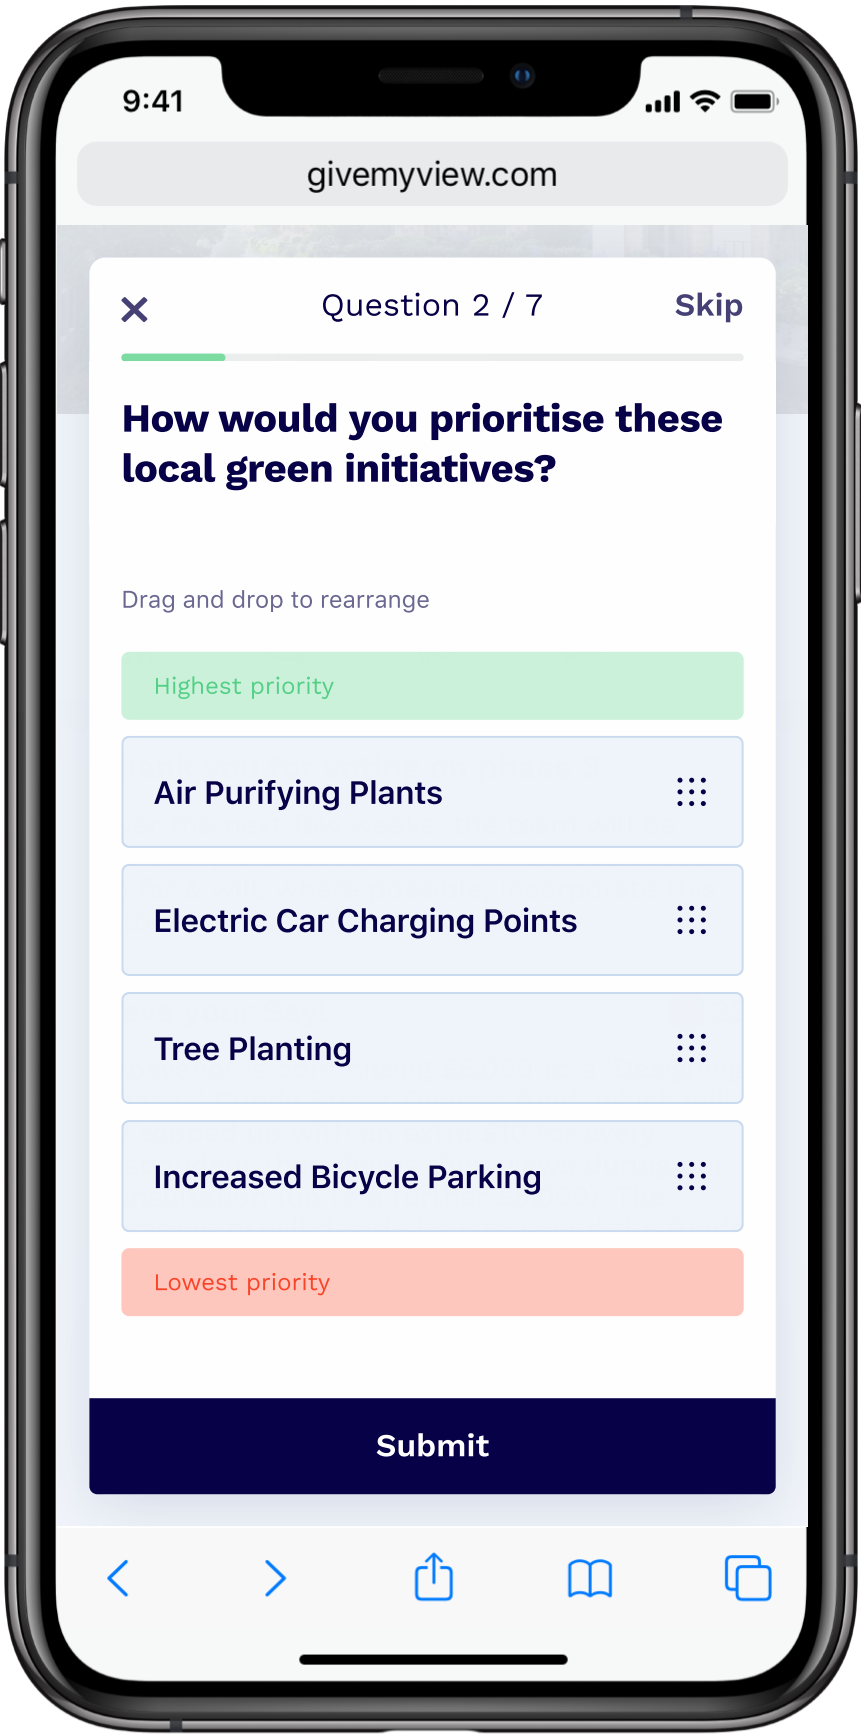 9:41
givemyview.com
Question 2 / 7
Skip
How would you prioritise these
local green initiatives?
Drag and drop to rearrange
Highest priority
Air Purifying Plants
Electric Car Charging Points
Tree Planting
Increased Bicycle Parking
Lowest priority
Submit